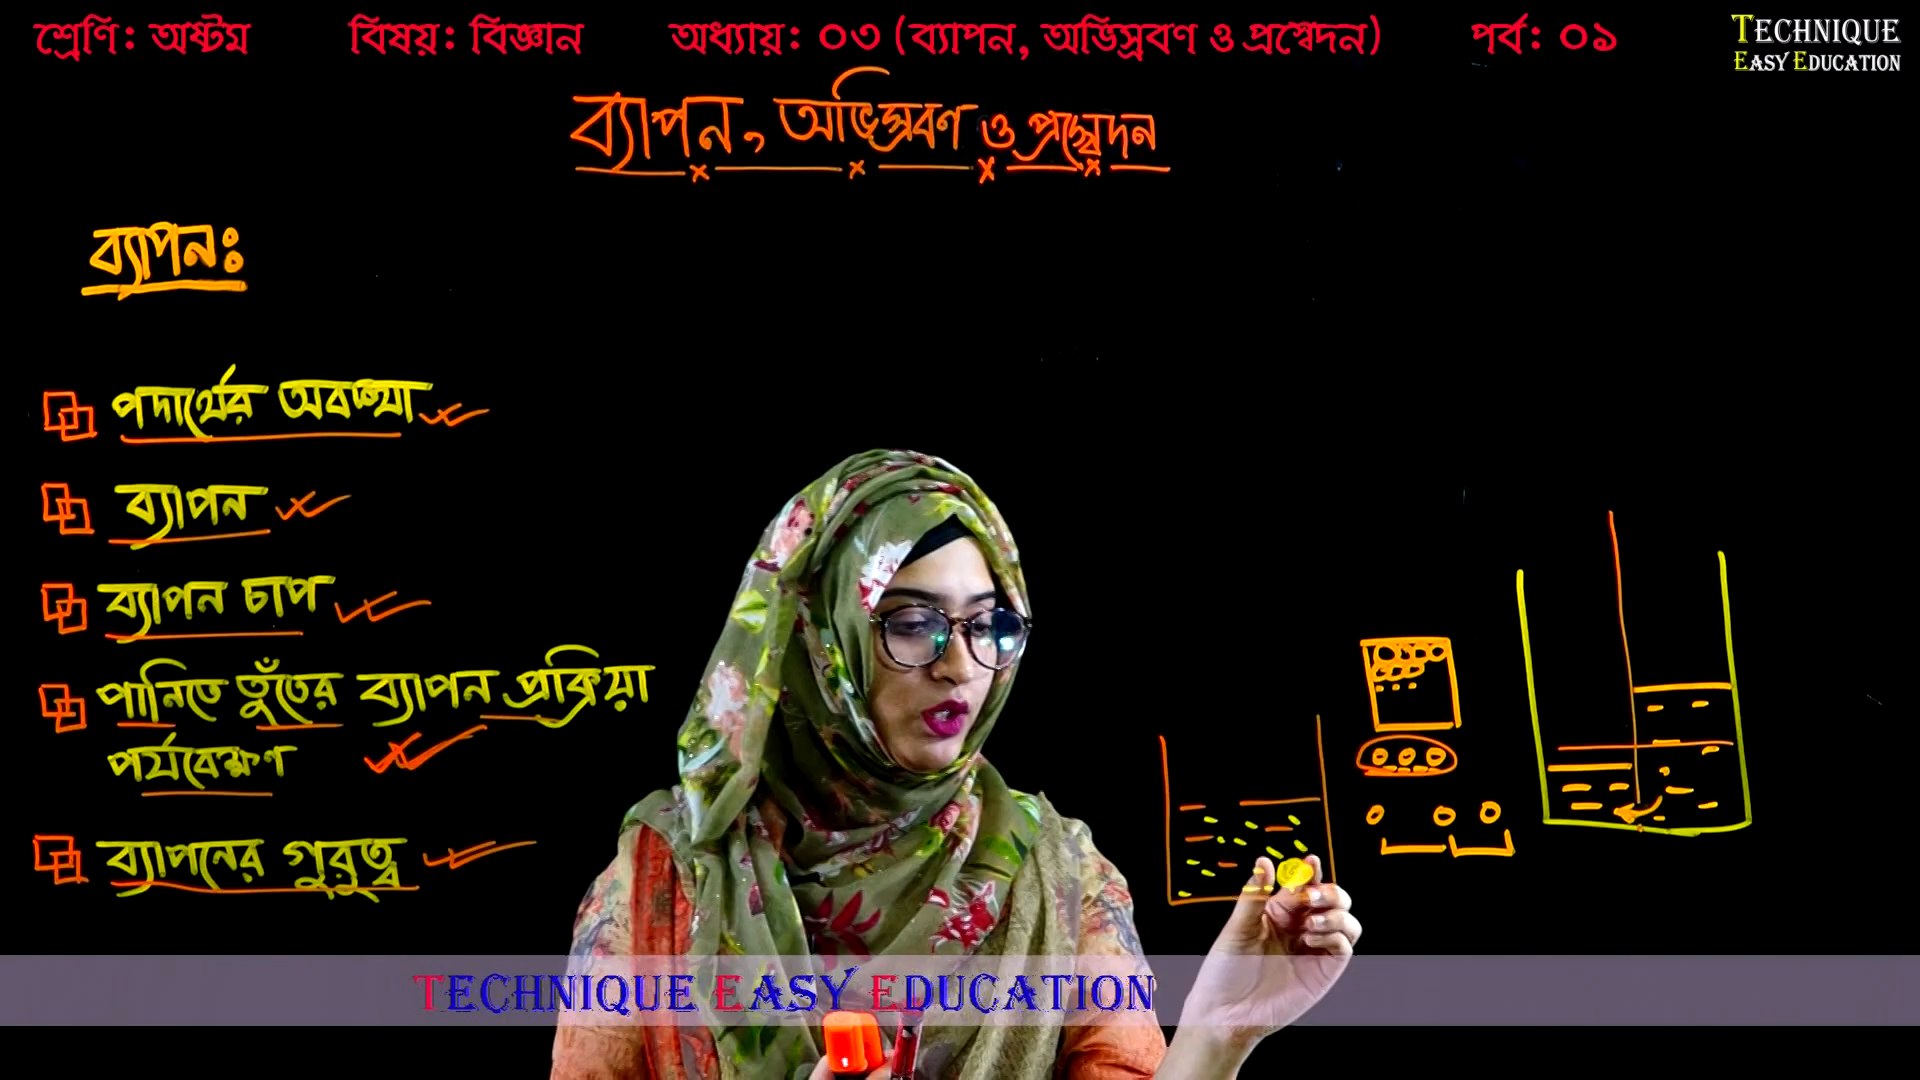 শ্রেণি: অষ্টম বিষয়: বিজ্ঞান অধ্যায়: ০৩ (ব্যাপন, অভিস্রবণ ও প্রস্বেদন) পর্ব: ০১
TECHNIQUE
EASY EDUCATION
ব্যাপন, অভিস্রবণ ও প্রস্বেদন
ব্যাপনঃ
পদার্থের অবস্থা
ব্যাপন
ব্যাপন চাপ
পানিতে তুঁতের ব্যাপন প্রক্রিয়া
পর্যবেক্ষণ
ব্যাপনের গুরুত্ব
TECHNIQUE EASY EDUCATION